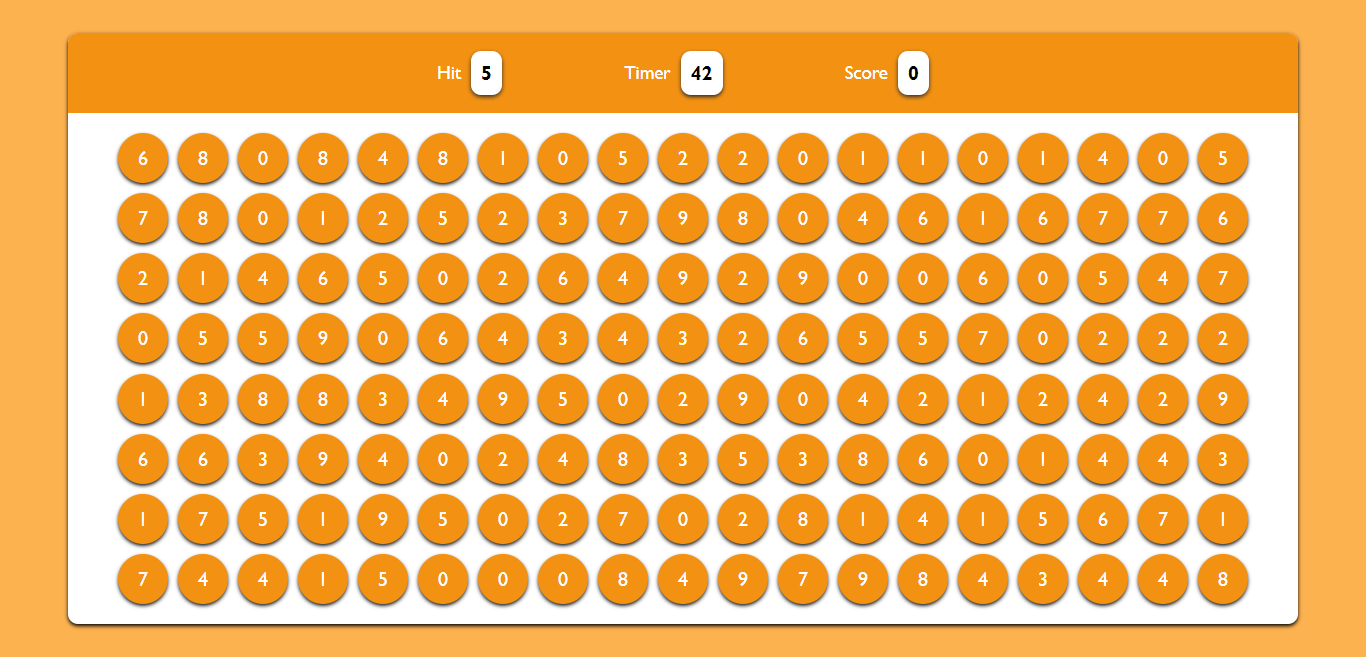 Hit 5 Timer 42 Score 0
6 8 0 8 4 8 1 0 5 2 2 0 1 1 0 1 4 0 5
7 8 0 1 2 5 2 3 7 9 8 0 4 6 1 6 7 7 6
2 1 4 6 5 0 2 6 4 9 2 9 0 0 6 0 5 4 7
0 5 5 9 0 6 4 3 4 3 2 6 5 5 7 0 2 2 2
1 3 8 8 3 4 9 5 0 2 9 0 4 2 1 2 4 2 9
6 6 3 9 4 0 2 4 8 3 5 3 8 6 0 1 4 4 3
1 7 5 1 9 5 0 2 7 0 2 8 1 4 1 5 6 7 1
7 4 4 1 5 0 0 0 8 4 9 7 9 8 4 3 4 4 8